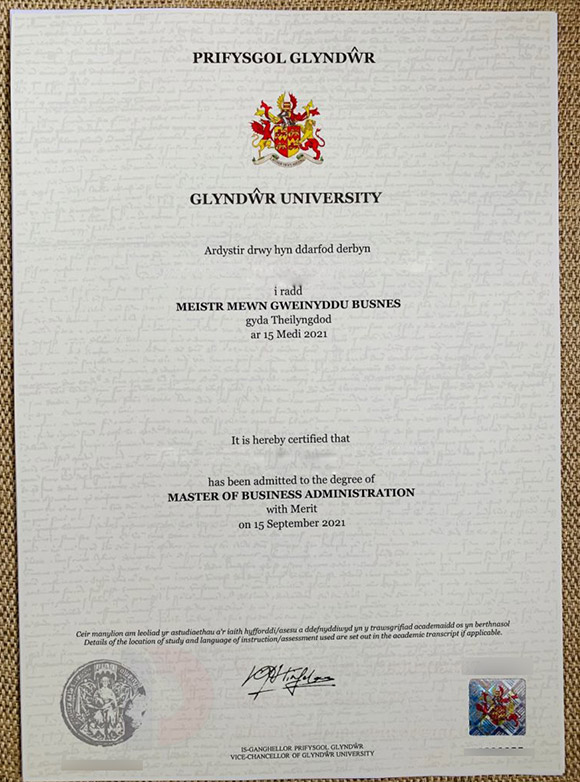 PRIFYSGOL GLYNDŴR
GLYNDŴR UNIVERSITY
Ardystir drwy hyn ddarfod derbyn
i radd
MEISTR MEWN GWEINYDDU BUSNES
gyda Theilyngdod
ar 15 Medi 2021
It is hereby certified that
has been admitted to the degree of
MASTER OF BUSINESS ADMINISTRATION
with Merit
on 15 September 2021
Ceir manylion am leoliad yr astudiaethau a'r iaith hyfforddi/asesu a ddefnyddiwyd yn y trawsgrifiad academaidd os yn berthnasol
Details of the location of study and language of instruction/assessment used are set out in the academic transcript if applicable.
IS-GANGHELLOR PRIFYSGOL GLYNDŴR
VICE-CHANCELLOR OF GLYNDŴR UNIVERSITY